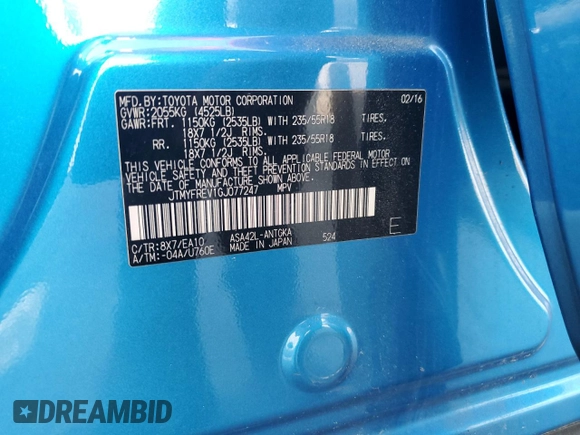 MFD.BY:TOYOTA MOTOR CORPORATION 02/16
GVWR:2055KG (4525LB)
GAWR:FRT. 1150KG (2535LB) WITH 235/55R18 TIRES,
18X7 1/2J RIMS.
RR. 1150KG (2535LB) WITH 235/55R18 TIRES,
18X7 1/2J RIMS.
THIS VEHICLE CONFORMS TO ALL APPLICABLE FEDERAL MOTOR
VEHICLE SAFETY AND THEFT PREVENTION STANDARDS IN EFFECT
ON THE DATE OF MANUFACTURE SHOWN ABOVE.
JTMYFREV1GJ077247 MPV
C/TR:8X7/EA10 ASA42L-ANTGKA 524
A/TM:-04A/U760E MADE IN JAPAN E
DREAMBID